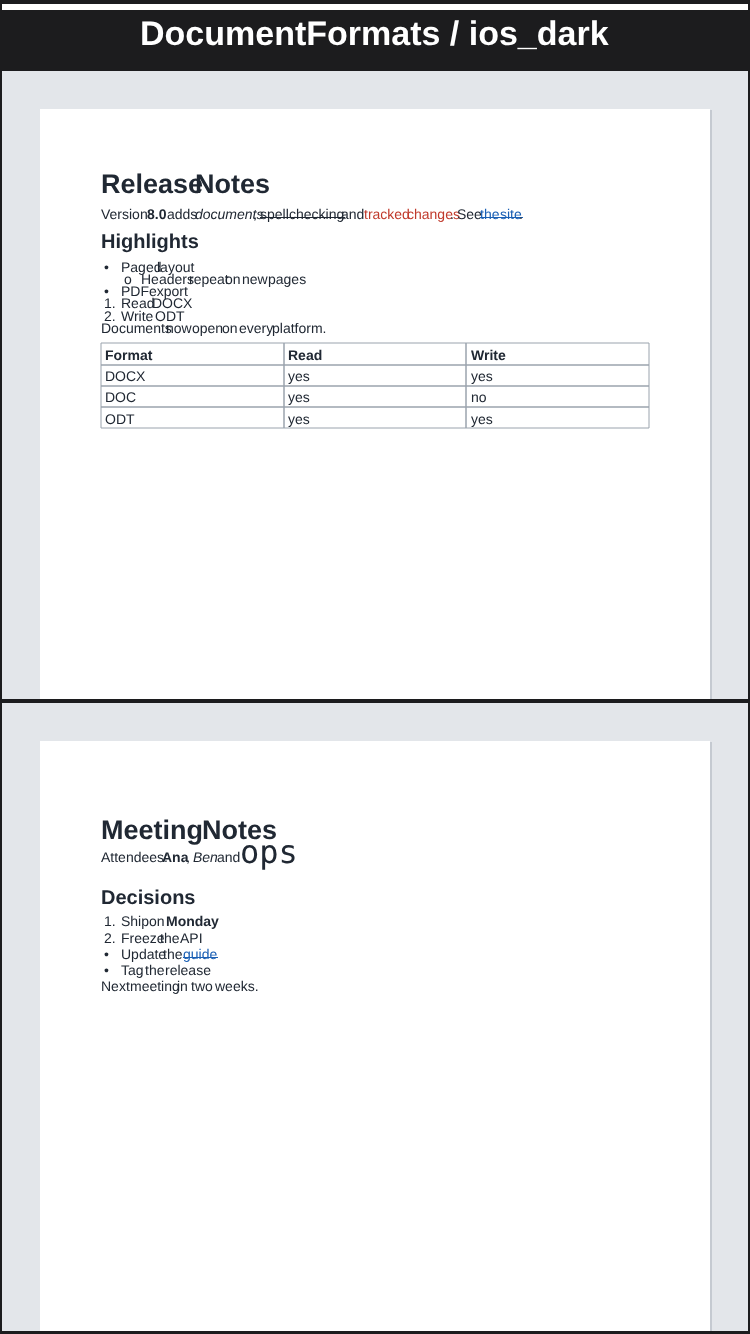 DocumentFormats / ios_dark
Release Notes
Version 8.0 adds documents, spellchecking and tracked changes. See the site.
Highlights
• Paged layout
o Headers repeat on new pages
• PDF export
1. Read DOCX
2. Write ODT
Documents now open on every platform.
Format Read Write
DOCX yes yes
DOC yes no
ODT yes yes
Meeting Notes
Attendees Ana, Ben and ops
Decisions
1. Ship on Monday
2. Freeze the API
• Update the guide
• Tag the release
Next meeting in two weeks.